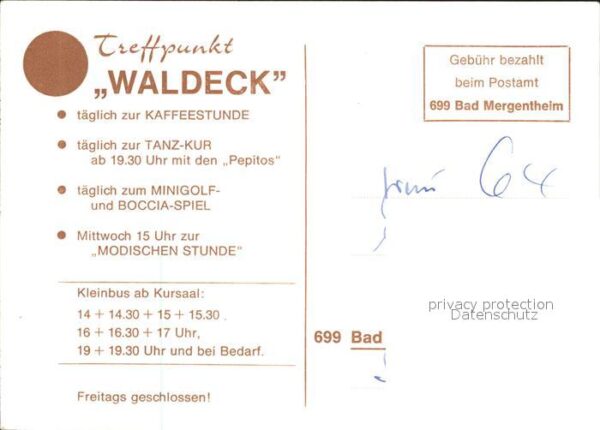 Treffpunkt
„WALDECK”
täglich zur KAFFEESTUNDE
täglich zur TANZ-KUR
ab 19.30 Uhr mit den „Pepitos“
täglich zum MINIGOLF-
und BOCCIA-SPIEL
Mittwoch 15 Uhr zur
„MODISCHEN STUNDE”
Kleinbus ab Kursaal:
14 + 14.30 + 15 + 15.30 .
16 + 16.30 + 17 Uhr,
19 + 19.30 Uhr und bei Bedarf.
Freitags geschlossen!
Gebühr bezahlt
beim Postamt
699 Bad Mergentheim
64
privacy protection
Datenschutz
699 Bad